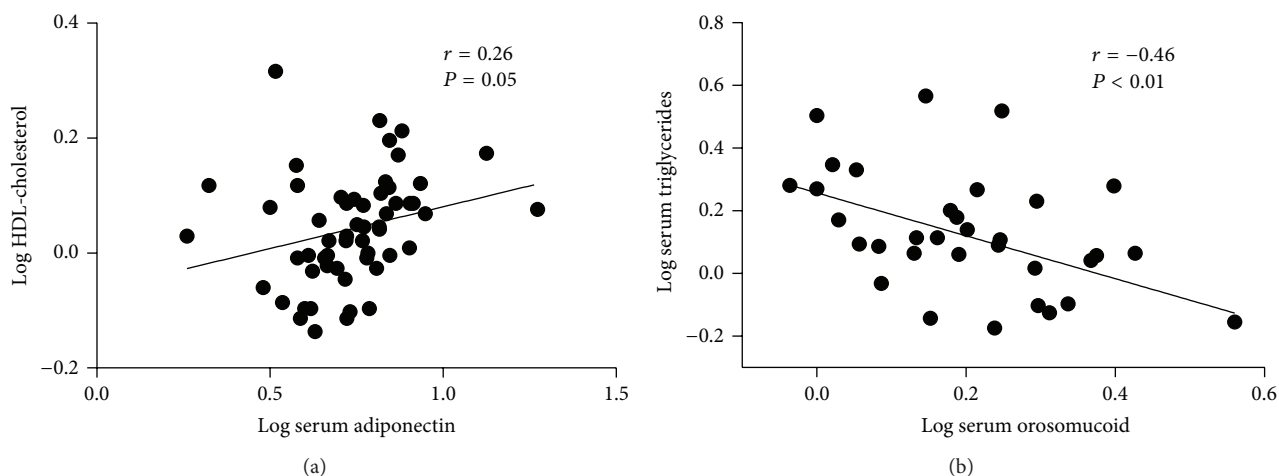 0.4
0.2
0.0
−0.2
Log HDL-cholesterol
r = 0.26
P = 0.05
0.0 0.5 1.0 1.5
Log serum adiponectin
(a)
0.8
0.6
0.4
0.2
0.0
−0.2
Log serum triglycerides
r = −0.46
P < 0.01
0.0 0.2 0.4 0.6
Log serum orosomucoid
(b)